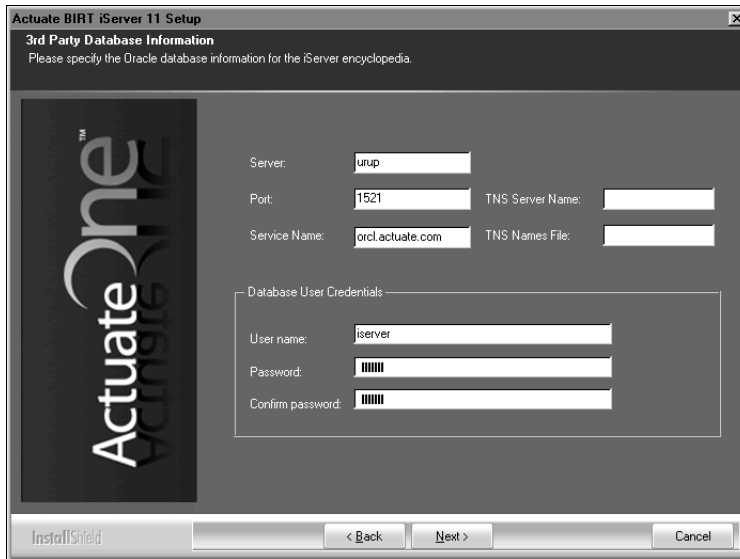 Actuate BIRT iServer 11 Setup
3rd Party Database Information
Please specify the Oracle database information for the iServer encyclopedia.
ActuateOne™
Server: urup
Port: 1521 TNS Server Name:
Service Name: orcl.actuate.com TNS Names File:
Database User Credentials
User name: iserver
Password:
Confirm password:
InstallShield
< Back Next > Cancel